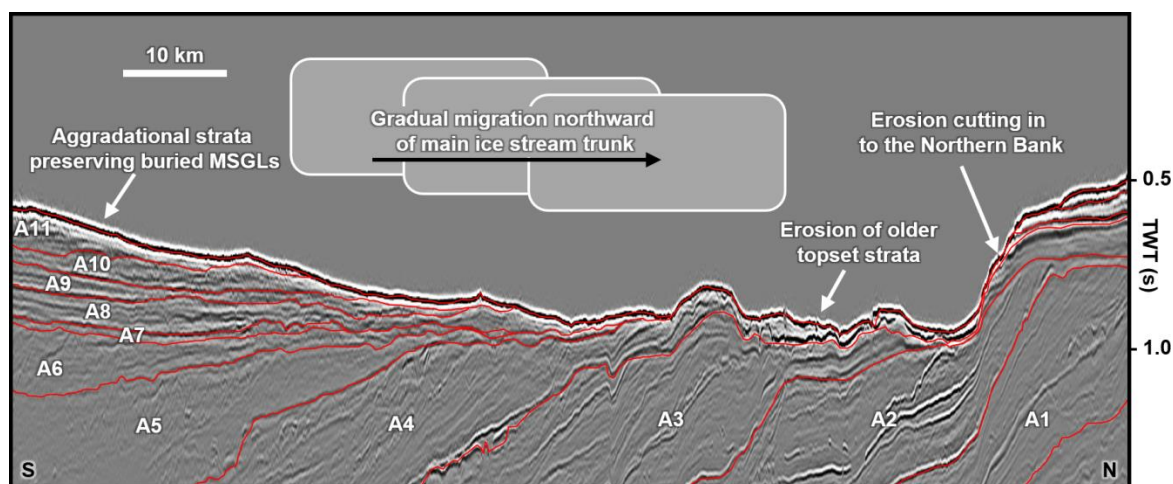 10 km
Aggradational strata
preserving buried MSGLs
Gradual migration northward
of main ice stream trunk
Erosion cutting in
to the Northern Bank
Erosion of older
topset strata
0.5
TWT (s)
1.0
A11
A10
A9
A8
A7
A6
A5
A4
A3
A2
A1
S
N